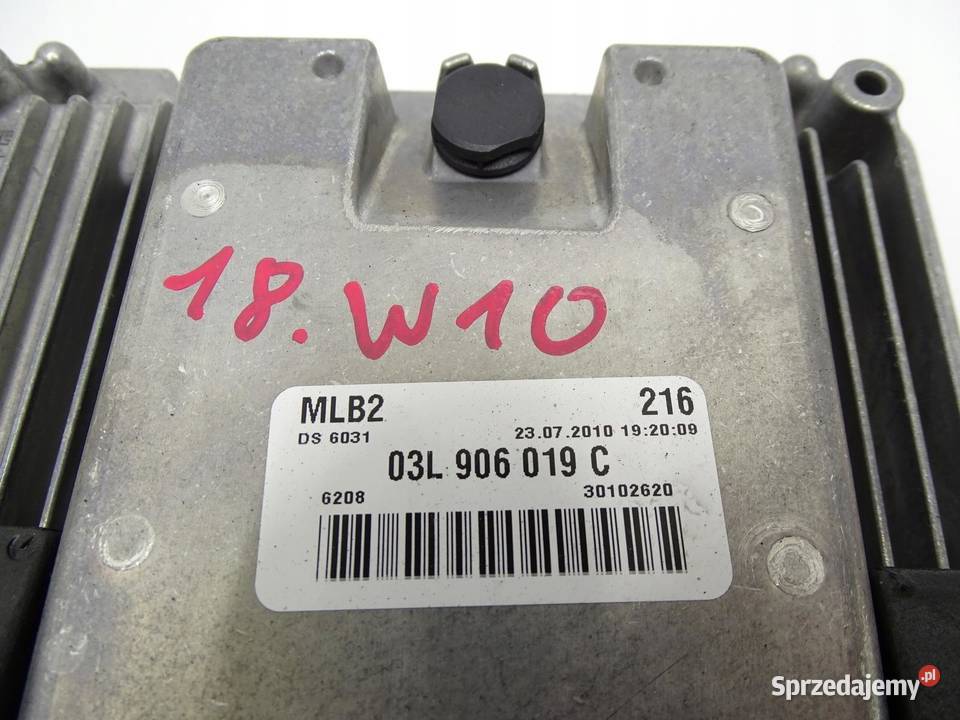 18. W10
MLB2 216
DS 6031 23.07.2010 19:20:09
03L 906 019 C
6208 30102620
Sprzedajemy.pl